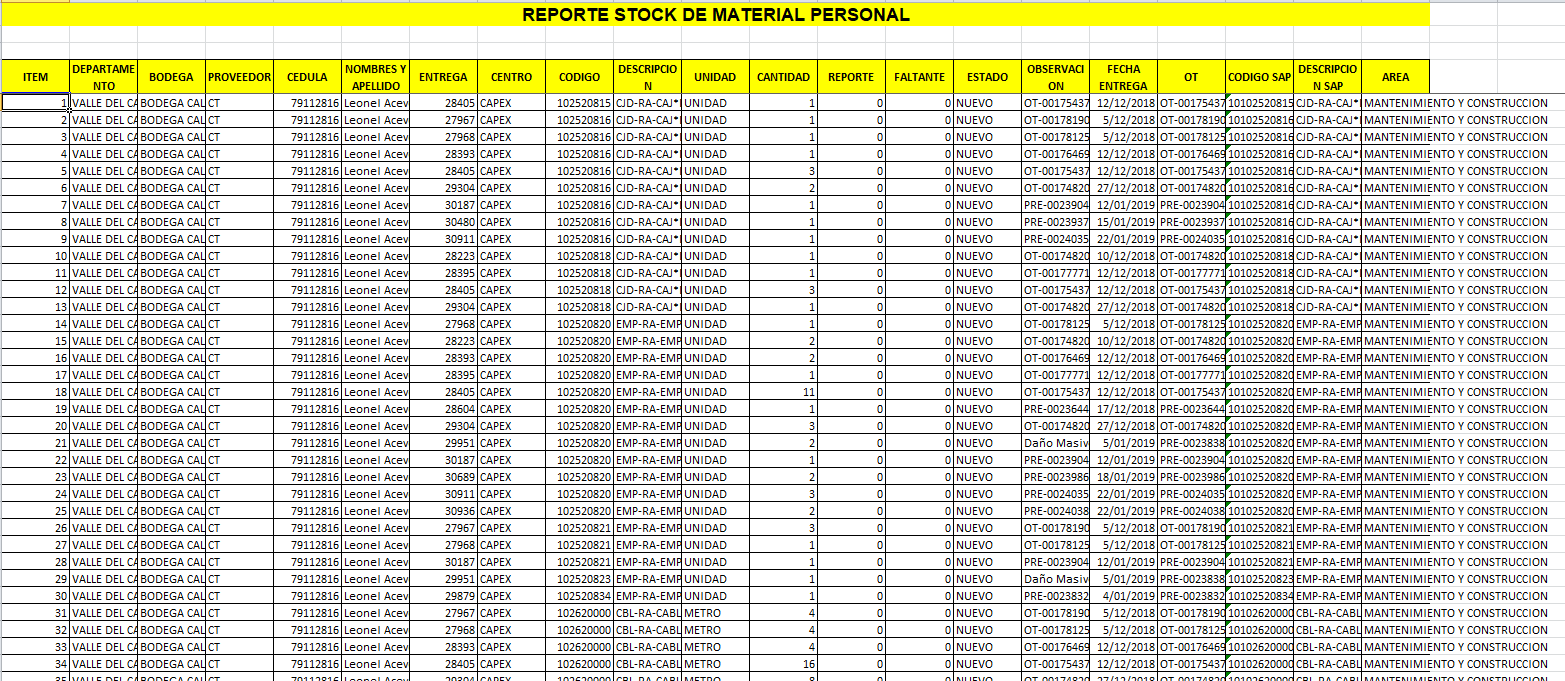 REPORTE STOCK DE MATERIAL PERSONAL
ITEM DEPARTAMENTO BODEGA PROVEEDOR CEDULA NOMBRES Y APELLIDO ENTREGA CENTRO CODIGO DESCRIPCION UNIDAD CANTIDAD REPORTE FALTANTE ESTADO OBSERVACION FECHA ENTREGA OT CODIGO SAP DESCRIPCION SAP AREA
1 VALLE DEL CA BODEGA CAL CT 79112816 Leonel Acev 28405 CAPEX 102520815 CJD-RA-CAJ* UNIDAD 1 0 0 NUEVO OT-00175437 12/12/2018 OT-00175437 10102520815 CJD-RA-CAJ* MANTENIMIENTO Y CONSTRUCCION
2 VALLE DEL CA BODEGA CAL CT 79112816 Leonel Acev 27967 CAPEX 102520816 CJD-RA-CAJ* UNIDAD 1 0 0 NUEVO OT-00178190 5/12/2018 OT-00178190 10102520816 CJD-RA-CAJ* MANTENIMIENTO Y CONSTRUCCION
3 VALLE DEL CA BODEGA CAL CT 79112816 Leonel Acev 27968 CAPEX 102520816 CJD-RA-CAJ* UNIDAD 1 0 0 NUEVO OT-00178125 5/12/2018 OT-00178125 10102520816 CJD-RA-CAJ* MANTENIMIENTO Y CONSTRUCCION
4 VALLE DEL CA BODEGA CAL CT 79112816 Leonel Acev 28393 CAPEX 102520816 CJD-RA-CAJ* UNIDAD 1 0 0 NUEVO OT-00176469 12/12/2018 OT-00176469 10102520816 CJD-RA-CAJ* MANTENIMIENTO Y CONSTRUCCION
5 VALLE DEL CA BODEGA CAL CT 79112816 Leonel Acev 28405 CAPEX 102520816 CJD-RA-CAJ* UNIDAD 3 0 0 NUEVO OT-00175437 12/12/2018 OT-00175437 10102520816 CJD-RA-CAJ* MANTENIMIENTO Y CONSTRUCCION
6 VALLE DEL CA BODEGA CAL CT 79112816 Leonel Acev 29304 CAPEX 102520816 CJD-RA-CAJ* UNIDAD 2 0 0 NUEVO OT-00174820 27/12/2018 OT-00174820 10102520816 CJD-RA-CAJ* MANTENIMIENTO Y CONSTRUCCION
7 VALLE DEL CA BODEGA CAL CT 79112816 Leonel Acev 30187 CAPEX 102520816 CJD-RA-CAJ* UNIDAD 1 0 0 NUEVO PRE-0023904 12/01/2019 PRE-0023904 10102520816 CJD-RA-CAJ* MANTENIMIENTO Y CONSTRUCCION
8 VALLE DEL CA BODEGA CAL CT 79112816 Leonel Acev 30480 CAPEX 102520816 CJD-RA-CAJ* UNIDAD 1 0 0 NUEVO PRE-0023937 15/01/2019 PRE-0023937 10102520816 CJD-RA-CAJ* MANTENIMIENTO Y CONSTRUCCION
9 VALLE DEL CA BODEGA CAL CT 79112816 Leonel Acev 30911 CAPEX 102520816 CJD-RA-CAJ* UNIDAD 1 0 0 NUEVO PRE-0024035 22/01/2019 PRE-0024035 10102520816 CJD-RA-CAJ* MANTENIMIENTO Y CONSTRUCCION
10 VALLE DEL CA BODEGA CAL CT 79112816 Leonel Acev 28223 CAPEX 102520818 CJD-RA-CAJ* UNIDAD 1 0 0 NUEVO OT-00174820 10/12/2018 OT-00174820 10102520818 CJD-RA-CAJ* MANTENIMIENTO Y CONSTRUCCION
11 VALLE DEL CA BODEGA CAL CT 79112816 Leonel Acev 28395 CAPEX 102520818 CJD-RA-CAJ* UNIDAD 1 0 0 NUEVO OT-00177771 12/12/2018 OT-00177771 10102520818 CJD-RA-CAJ* MANTENIMIENTO Y CONSTRUCCION
12 VALLE DEL CA BODEGA CAL CT 79112816 Leonel Acev 28405 CAPEX 102520818 CJD-RA-CAJ* UNIDAD 3 0 0 NUEVO OT-00175437 12/12/2018 OT-00175437 10102520818 CJD-RA-CAJ* MANTENIMIENTO Y CONSTRUCCION
13 VALLE DEL CA BODEGA CAL CT 79112816 Leonel Acev 29304 CAPEX 102520818 CJD-RA-CAJ* UNIDAD 1 0 0 NUEVO OT-00174820 27/12/2018 OT-00174820 10102520818 CJD-RA-CAJ* MANTENIMIENTO Y CONSTRUCCION
14 VALLE DEL CA BODEGA CAL CT 79112816 Leonel Acev 27968 CAPEX 102520820 EMP-RA-EMP UNIDAD 1 0 0 NUEVO OT-00178125 5/12/2018 OT-00178125 10102520820 EMP-RA-EMP MANTENIMIENTO Y CONSTRUCCION
15 VALLE DEL CA BODEGA CAL CT 79112816 Leonel Acev 28223 CAPEX 102520820 EMP-RA-EMP UNIDAD 2 0 0 NUEVO OT-00174820 10/12/2018 OT-00174820 10102520820 EMP-RA-EMP MANTENIMIENTO Y CONSTRUCCION
16 VALLE DEL CA BODEGA CAL CT 79112816 Leonel Acev 28393 CAPEX 102520820 EMP-RA-EMP UNIDAD 2 0 0 NUEVO OT-00176469 12/12/2018 OT-00176469 10102520820 EMP-RA-EMP MANTENIMIENTO Y CONSTRUCCION
17 VALLE DEL CA BODEGA CAL CT 79112816 Leonel Acev 28395 CAPEX 102520820 EMP-RA-EMP UNIDAD 1 0 0 NUEVO OT-00177771 12/12/2018 OT-00177771 10102520820 EMP-RA-EMP MANTENIMIENTO Y CONSTRUCCION
18 VALLE DEL CA BODEGA CAL CT 79112816 Leonel Acev 28405 CAPEX 102520820 EMP-RA-EMP UNIDAD 11 0 0 NUEVO OT-00175437 12/12/2018 OT-00175437 10102520820 EMP-RA-EMP MANTENIMIENTO Y CONSTRUCCION
19 VALLE DEL CA BODEGA CAL CT 79112816 Leonel Acev 28604 CAPEX 102520820 EMP-RA-EMP UNIDAD 1 0 0 NUEVO PRE-0023644 17/12/2018 PRE-0023644 10102520820 EMP-RA-EMP MANTENIMIENTO Y CONSTRUCCION
20 VALLE DEL CA BODEGA CAL CT 79112816 Leonel Acev 29304 CAPEX 102520820 EMP-RA-EMP UNIDAD 3 0 0 NUEVO OT-00174820 27/12/2018 OT-00174820 10102520820 EMP-RA-EMP MANTENIMIENTO Y CONSTRUCCION
21 VALLE DEL CA BODEGA CAL CT 79112816 Leonel Acev 29951 CAPEX 102520820 EMP-RA-EMP UNIDAD 2 0 0 NUEVO Daño Masiv 5/01/2019 PRE-0023838 10102520820 EMP-RA-EMP MANTENIMIENTO Y CONSTRUCCION
22 VALLE DEL CA BODEGA CAL CT 79112816 Leonel Acev 30187 CAPEX 102520820 EMP-RA-EMP UNIDAD 1 0 0 NUEVO PRE-0023904 12/01/2019 PRE-0023904 10102520820 EMP-RA-EMP MANTENIMIENTO Y CONSTRUCCION
23 VALLE DEL CA BODEGA CAL CT 79112816 Leonel Acev 30689 CAPEX 102520820 EMP-RA-EMP UNIDAD 2 0 0 NUEVO PRE-0023986 18/01/2019 PRE-0023986 10102520820 EMP-RA-EMP MANTENIMIENTO Y CONSTRUCCION
24 VALLE DEL CA BODEGA CAL CT 79112816 Leonel Acev 30911 CAPEX 102520820 EMP-RA-EMP UNIDAD 3 0 0 NUEVO PRE-0024035 22/01/2019 PRE-0024035 10102520820 EMP-RA-EMP MANTENIMIENTO Y CONSTRUCCION
25 VALLE DEL CA BODEGA CAL CT 79112816 Leonel Acev 30936 CAPEX 102520820 EMP-RA-EMP UNIDAD 2 0 0 NUEVO PRE-0024038 22/01/2019 PRE-0024038 10102520820 EMP-RA-EMP MANTENIMIENTO Y CONSTRUCCION
26 VALLE DEL CA BODEGA CAL CT 79112816 Leonel Acev 27967 CAPEX 102520821 EMP-RA-EMP UNIDAD 3 0 0 NUEVO OT-00178190 5/12/2018 OT-00178190 10102520821 EMP-RA-EMP MANTENIMIENTO Y CONSTRUCCION
27 VALLE DEL CA BODEGA CAL CT 79112816 Leonel Acev 27968 CAPEX 102520821 EMP-RA-EMP UNIDAD 1 0 0 NUEVO OT-00178125 5/12/2018 OT-00178125 10102520821 EMP-RA-EMP MANTENIMIENTO Y CONSTRUCCION
28 VALLE DEL CA BODEGA CAL CT 79112816 Leonel Acev 30187 CAPEX 102520821 EMP-RA-EMP UNIDAD 1 0 0 NUEVO PRE-0023904 12/01/2019 PRE-0023904 10102520821 EMP-RA-EMP MANTENIMIENTO Y CONSTRUCCION
29 VALLE DEL CA BODEGA CAL CT 79112816 Leonel Acev 29951 CAPEX 102520823 EMP-RA-EMP UNIDAD 1 0 0 NUEVO Daño Masiv 5/01/2019 PRE-0023838 10102520823 EMP-RA-EMP MANTENIMIENTO Y CONSTRUCCION
30 VALLE DEL CA BODEGA CAL CT 79112816 Leonel Acev 29879 CAPEX 102520834 EMP-RA-EMP UNIDAD 1 0 0 NUEVO PRE-0023832 4/01/2019 PRE-0023832 10102520834 EMP-RA-EMP MANTENIMIENTO Y CONSTRUCCION
31 VALLE DEL CA BODEGA CAL CT 79112816 Leonel Acev 27967 CAPEX 102620000 CBL-RA-CABL METRO 4 0 0 NUEVO OT-00178190 5/12/2018 OT-00178190 10102620000 CBL-RA-CABL MANTENIMIENTO Y CONSTRUCCION
32 VALLE DEL CA BODEGA CAL CT 79112816 Leonel Acev 27968 CAPEX 102620000 CBL-RA-CABL METRO 4 0 0 NUEVO OT-00178125 5/12/2018 OT-00178125 10102620000 CBL-RA-CABL MANTENIMIENTO Y CONSTRUCCION
33 VALLE DEL CA BODEGA CAL CT 79112816 Leonel Acev 28393 CAPEX 102620000 CBL-RA-CABL METRO 4 0 0 NUEVO OT-00176469 12/12/2018 OT-00176469 10102620000 CBL-RA-CABL MANTENIMIENTO Y CONSTRUCCION
34 VALLE DEL CA BODEGA CAL CT 79112816 Leonel Acev 28405 CAPEX 102620000 CBL-RA-CABL METRO 16 0 0 NUEVO OT-00175437 12/12/2018 OT-00175437 10102620000 CBL-RA-CABL MANTENIMIENTO Y CONSTRUCCION